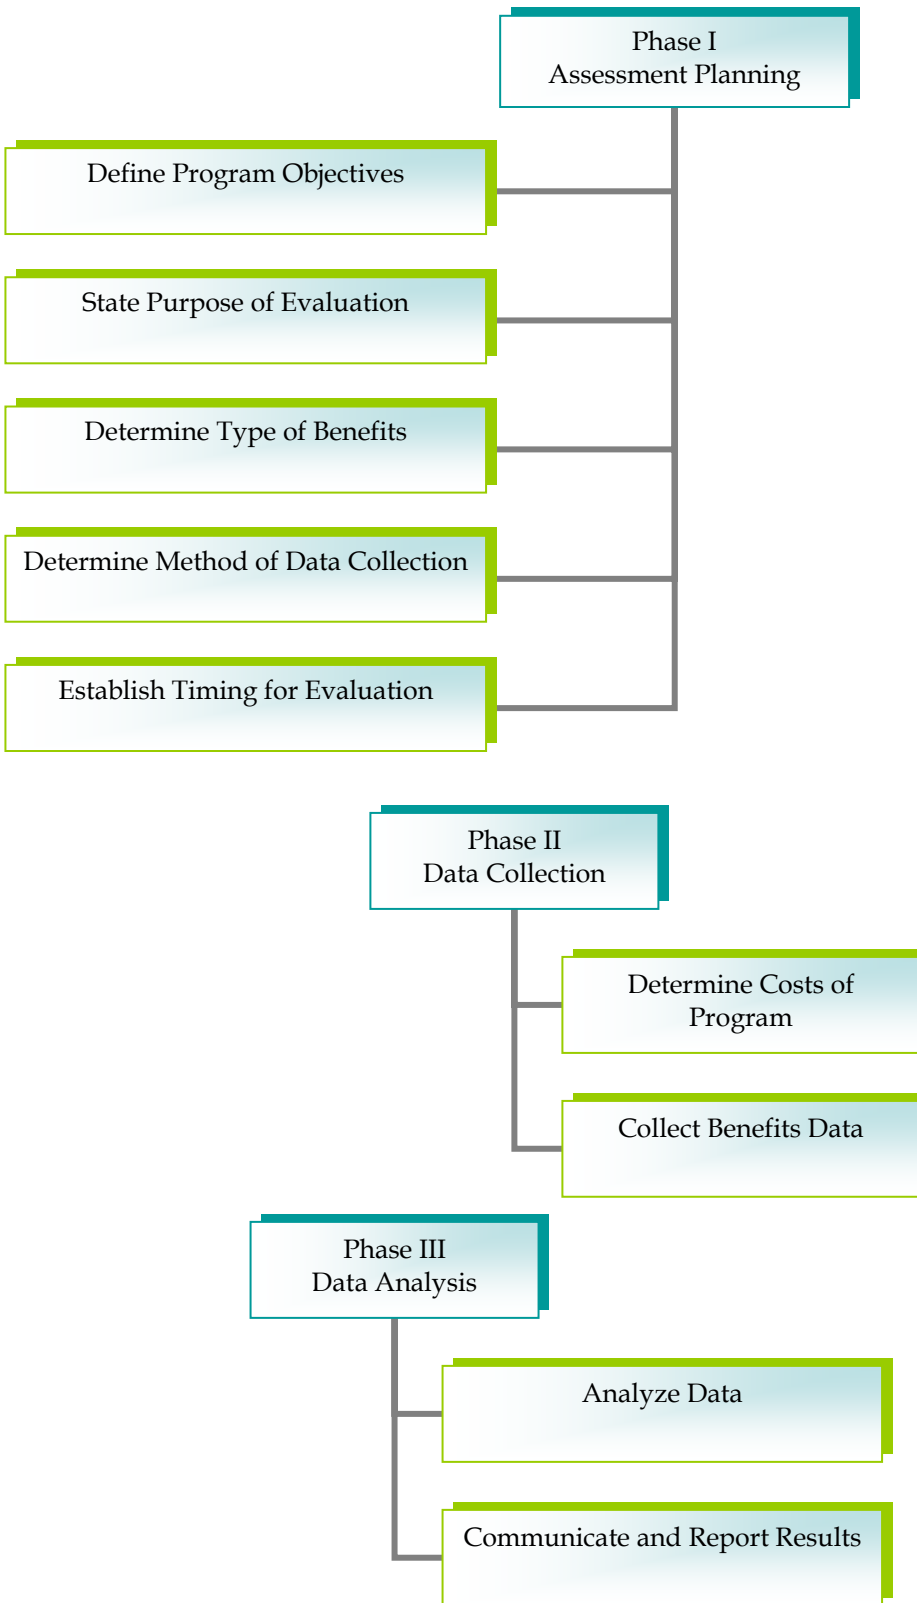 Phase I
Assessment Planning
Define Program Objectives
State Purpose of Evaluation
Determine Type of Benefits
Determine Method of Data Collection
Establish Timing for Evaluation
Phase II
Data Collection
Determine Costs of
Program
Collect Benefits Data
Phase III
Data Analysis
Analyze Data
Communicate and Report Results